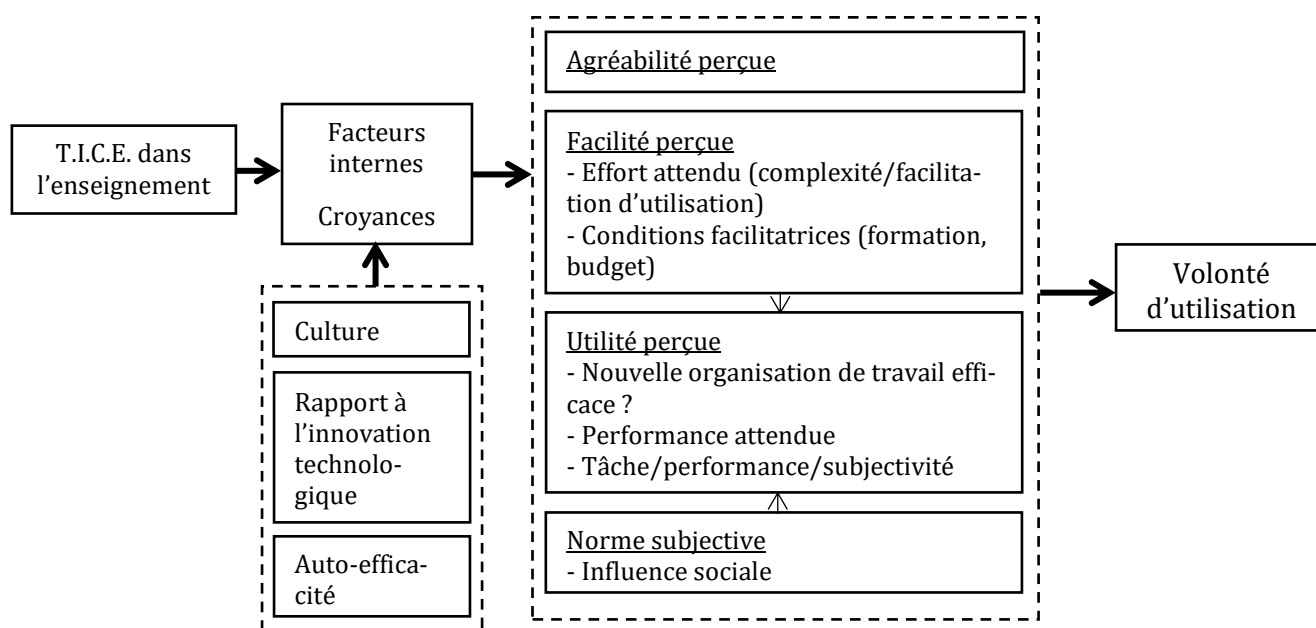 T.I.C.E. dans
l’enseignement
Facteurs
internes
Croyances
Culture
Rapport à
l’innovation
technolo-
gique
Auto-effica-
cité
Agréabilité perçue
Facilité perçue
- Effort attendu (complexité/facilita-
tion d’utilisation)
- Conditions facilitatrices (formation,
budget)
Utilité perçue
- Nouvelle organisation de travail effi-
cace ?
- Performance attendue
- Tâche/performance/subjectivité
Norme subjective
- Influence sociale
Volonté
d’utilisation